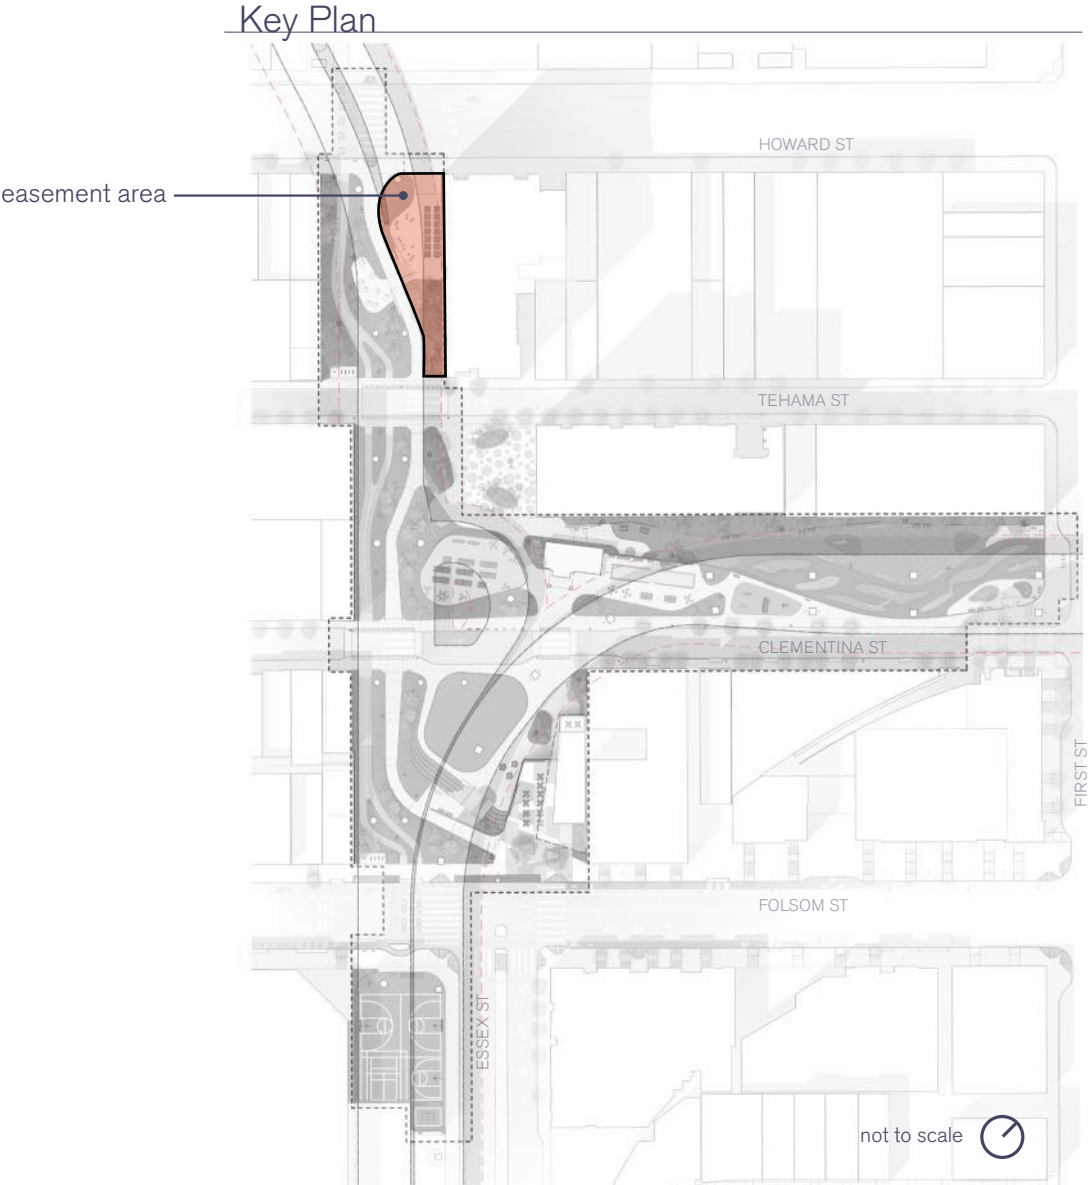 Key Plan
HOWARD ST
easement area
TEHAMA ST
CLEMENTINA ST
FIRST ST
FOLSOM ST
ESSEX ST
not to scale